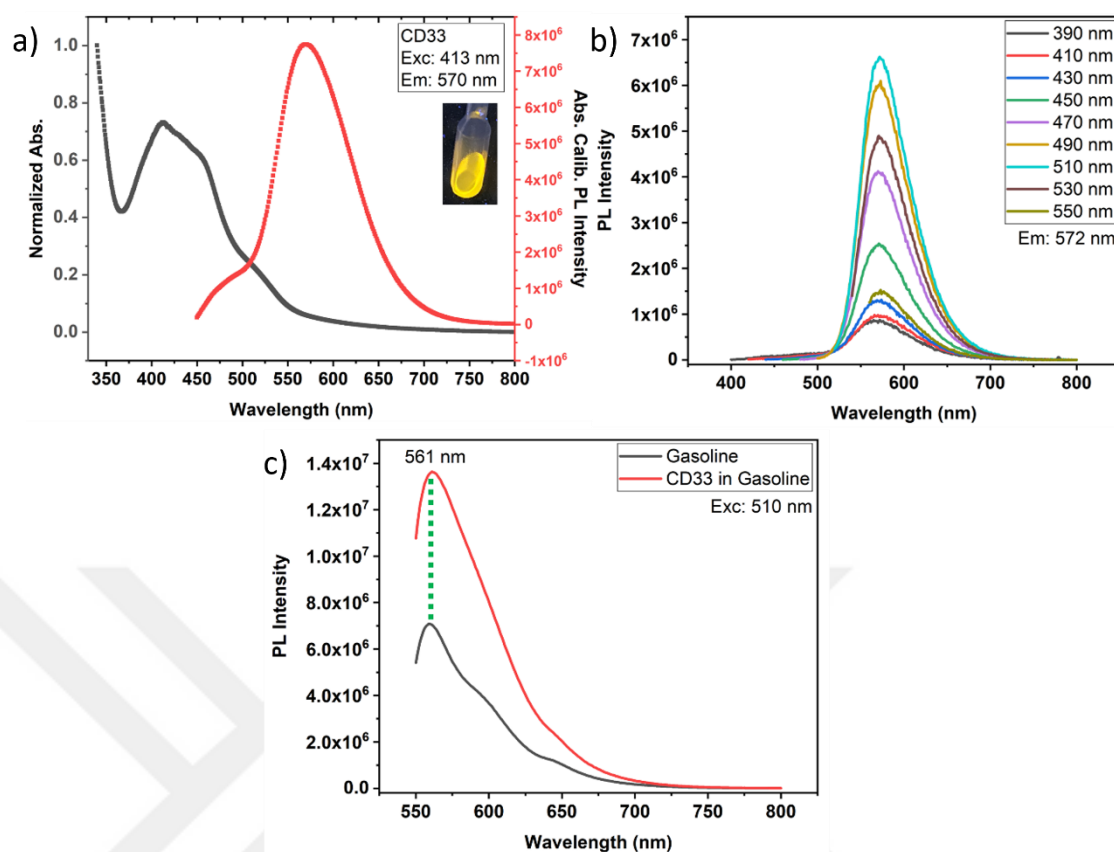 a)
CD33
Exc: 413 nm
Em: 570 nm
Normalized Abs.
1.0
0.8
0.6
0.4
0.2
0.0
350 400 450 500 550 600 650 700 750 800
Wavelength (nm)
8x10⁶
7x10⁶
6x10⁶
5x10⁶
4x10⁶
3x10⁶
2x10⁶
1x10⁶
0
-1x10⁶
Abs. Calib. PL Intensity
b)
390 nm
410 nm
430 nm
450 nm
470 nm
490 nm
510 nm
530 nm
550 nm
Em: 572 nm
PL Intensity
7x10⁶
6x10⁶
5x10⁶
4x10⁶
3x10⁶
2x10⁶
1x10⁶
0
400 500 600 700 800
Wavelength (nm)
c)
561 nm
Gasoline
CD33 in Gasoline
Exc: 510 nm
PL Intensity
1.4x10⁷
1.2x10⁷
1.0x10⁷
8.0x10⁶
6.0x10⁶
4.0x10⁶
2.0x10⁶
0.0
550 600 650 700 750 800
Wavelength (nm)